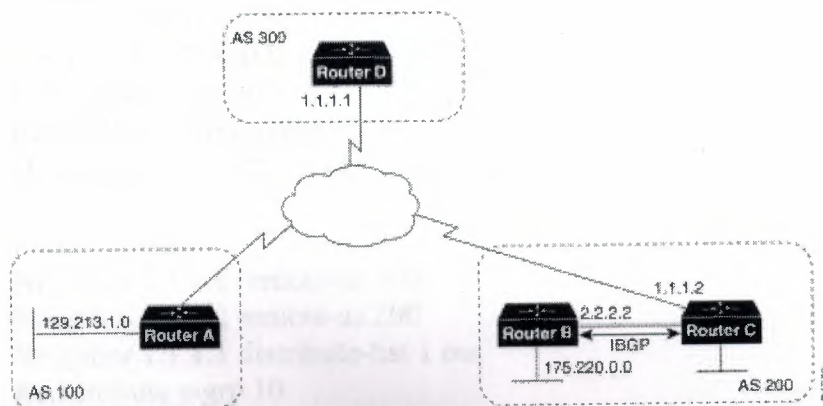 AS 300
Router D
1.1.1.1
129.213.1.0
Router A
AS 100
1.1.1.2
2.2.2.2
Router B
Router C
IBGP
175.220.0.0
AS 200